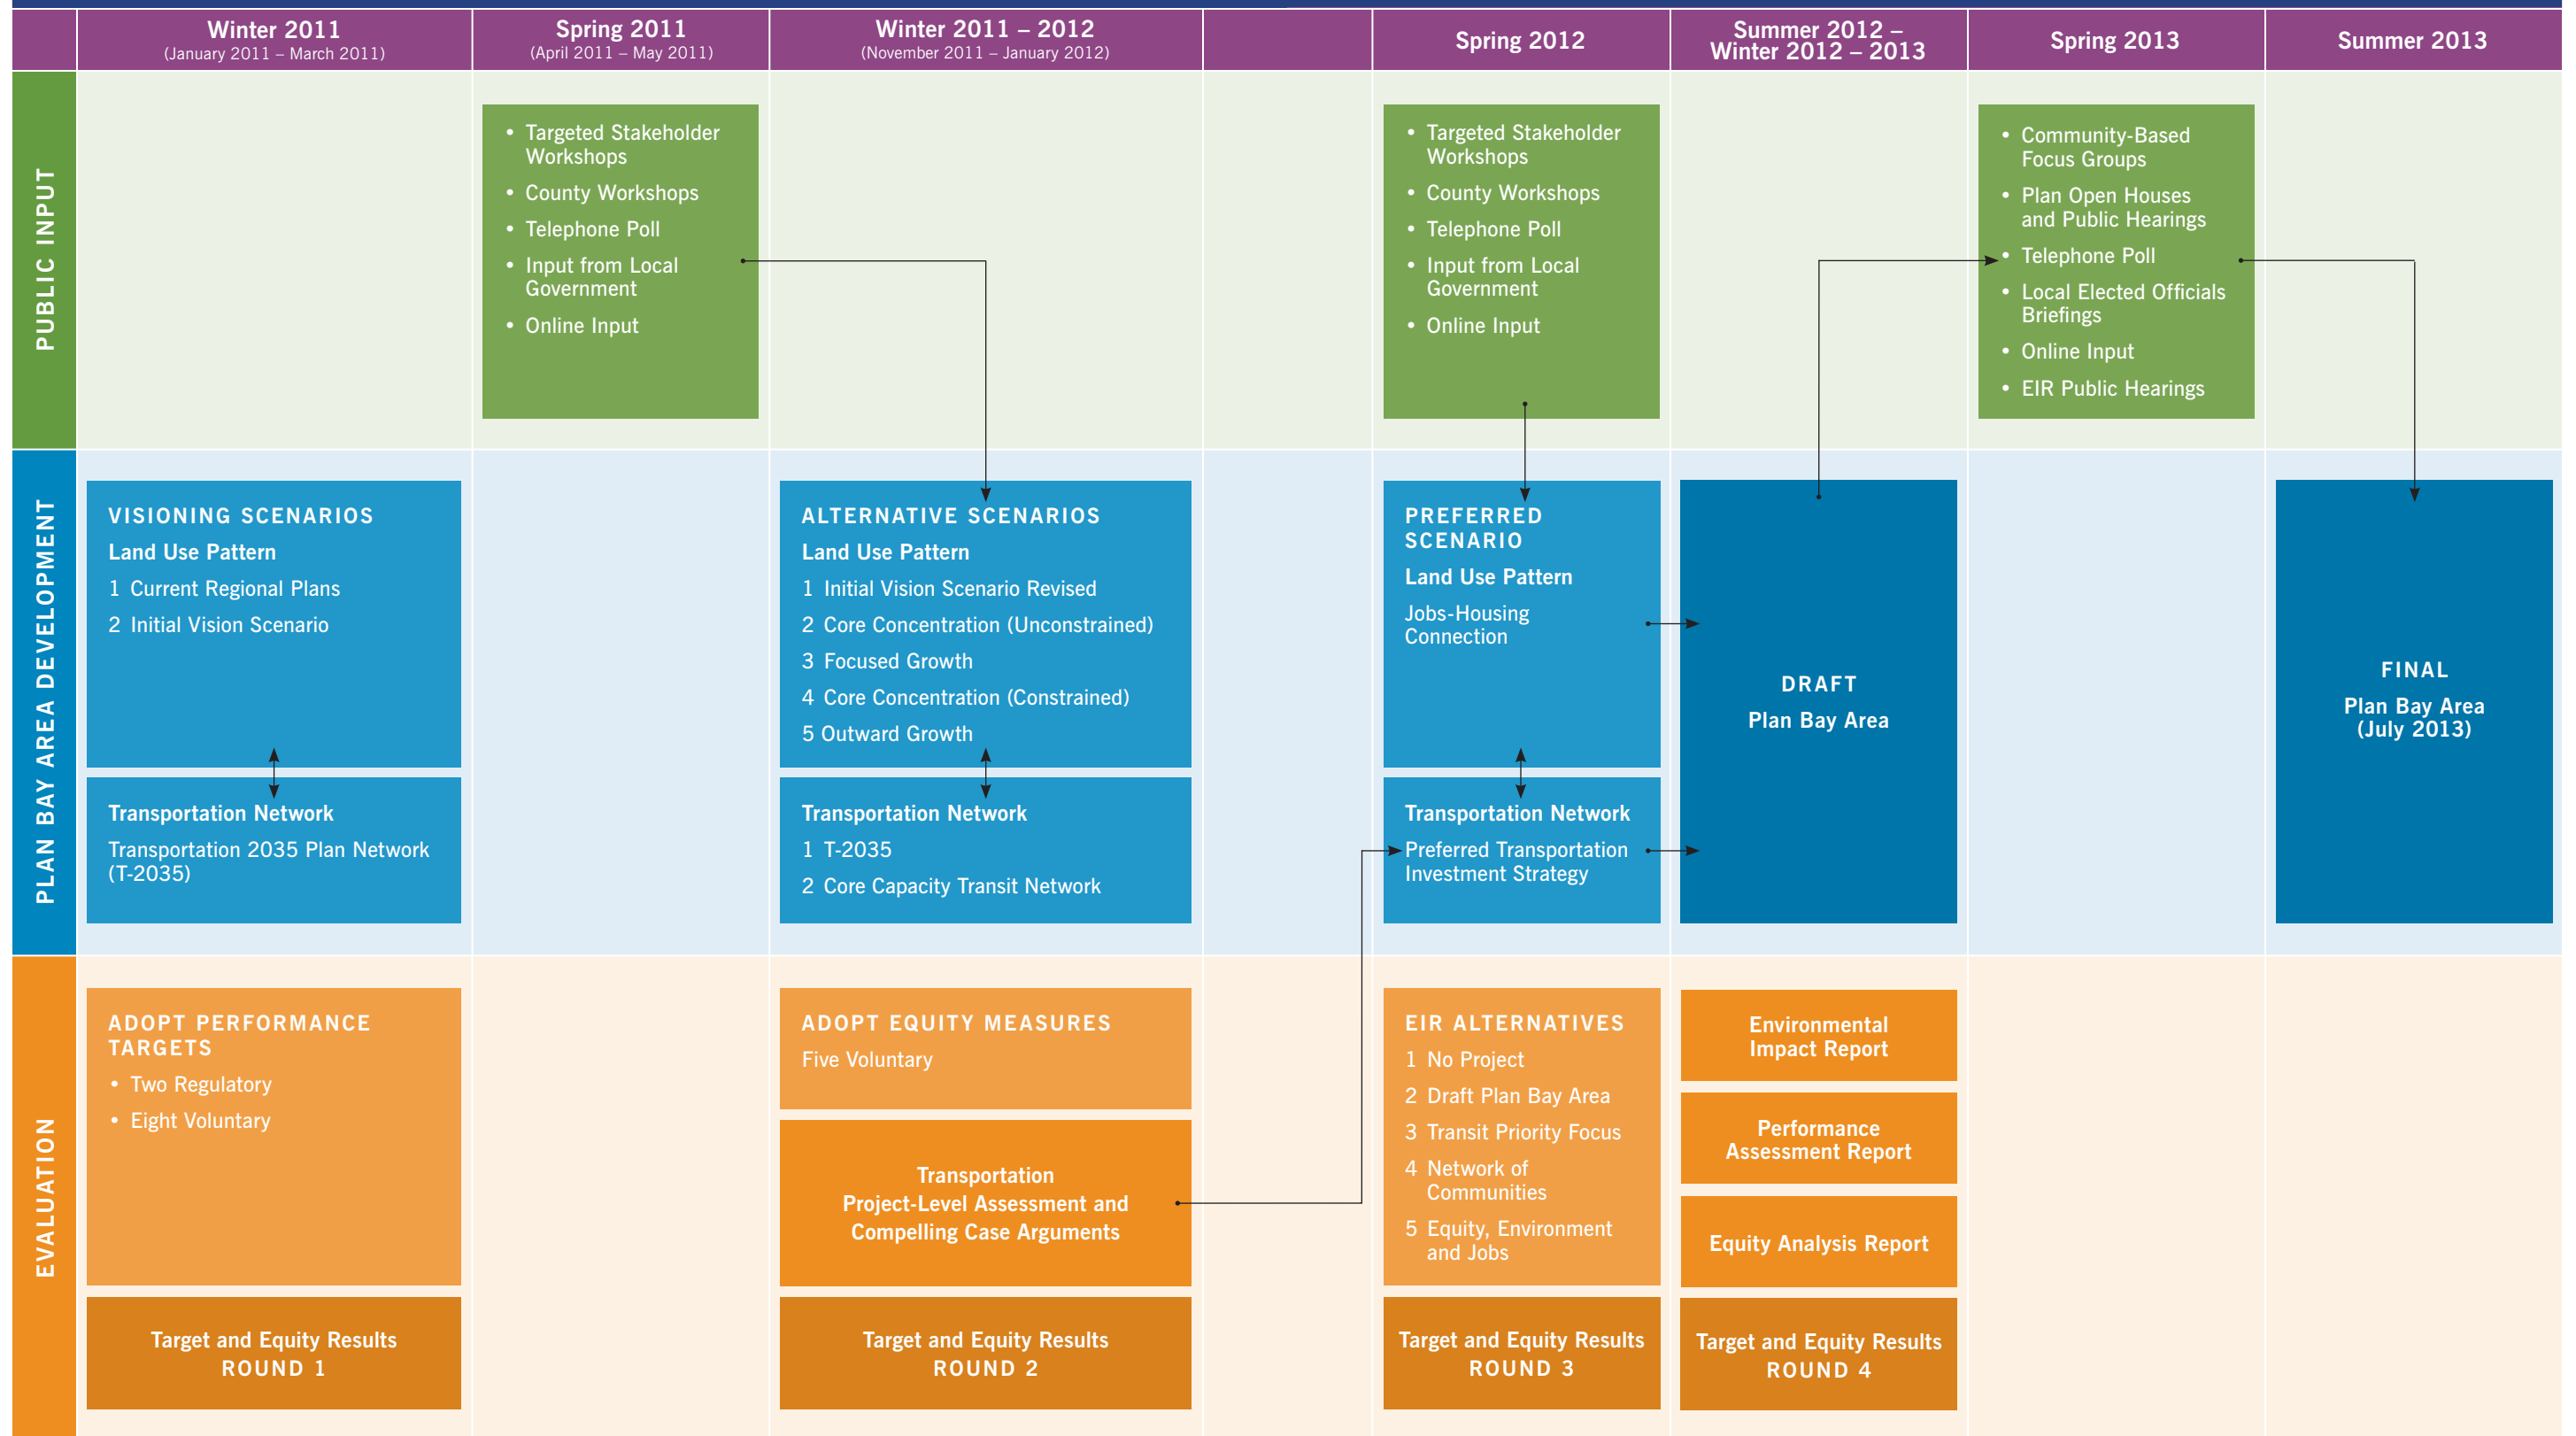 Winter 2011
(January 2011 – March 2011)
Spring 2011
(April 2011 – May 2011)
Winter 2011 – 2012
(November 2011 – January 2012)
Spring 2012
Summer 2012 –
Winter 2012 – 2013
Spring 2013
Summer 2013
PUBLIC INPUT
• Targeted Stakeholder
Workshops
• County Workshops
• Telephone Poll
• Input from Local
Government
• Online Input
• Targeted Stakeholder
Workshops
• County Workshops
• Telephone Poll
• Input from Local
Government
• Online Input
• Community-Based
Focus Groups
• Plan Open Houses
and Public Hearings
• Telephone Poll
• Local Elected Officials
Briefings
• Online Input
• EIR Public Hearings
PLAN BAY AREA DEVELOPMENT
VISIONING SCENARIOS
Land Use Pattern
1 Current Regional Plans
2 Initial Vision Scenario
Transportation Network
Transportation 2035 Plan Network
(T-2035)
ALTERNATIVE SCENARIOS
Land Use Pattern
1 Initial Vision Scenario Revised
2 Core Concentration (Unconstrained)
3 Focused Growth
4 Core Concentration (Constrained)
5 Outward Growth
Transportation Network
1 T-2035
2 Core Capacity Transit Network
PREFERRED
SCENARIO
Land Use Pattern
Jobs-Housing
Connection
Transportation Network
Preferred Transportation
Investment Strategy
DRAFT
Plan Bay Area
FINAL
Plan Bay Area
(July 2013)
EVALUATION
ADOPT PERFORMANCE
TARGETS
• Two Regulatory
• Eight Voluntary
Target and Equity Results
ROUND 1
ADOPT EQUITY MEASURES
Five Voluntary
Transportation
Project-Level Assessment and
Compelling Case Arguments
Target and Equity Results
ROUND 2
EIR ALTERNATIVES
1 No Project
2 Draft Plan Bay Area
3 Transit Priority Focus
4 Network of
Communities
5 Equity, Environment
and Jobs
Target and Equity Results
ROUND 3
Environmental
Impact Report
Performance
Assessment Report
Equity Analysis Report
Target and Equity Results
ROUND 4